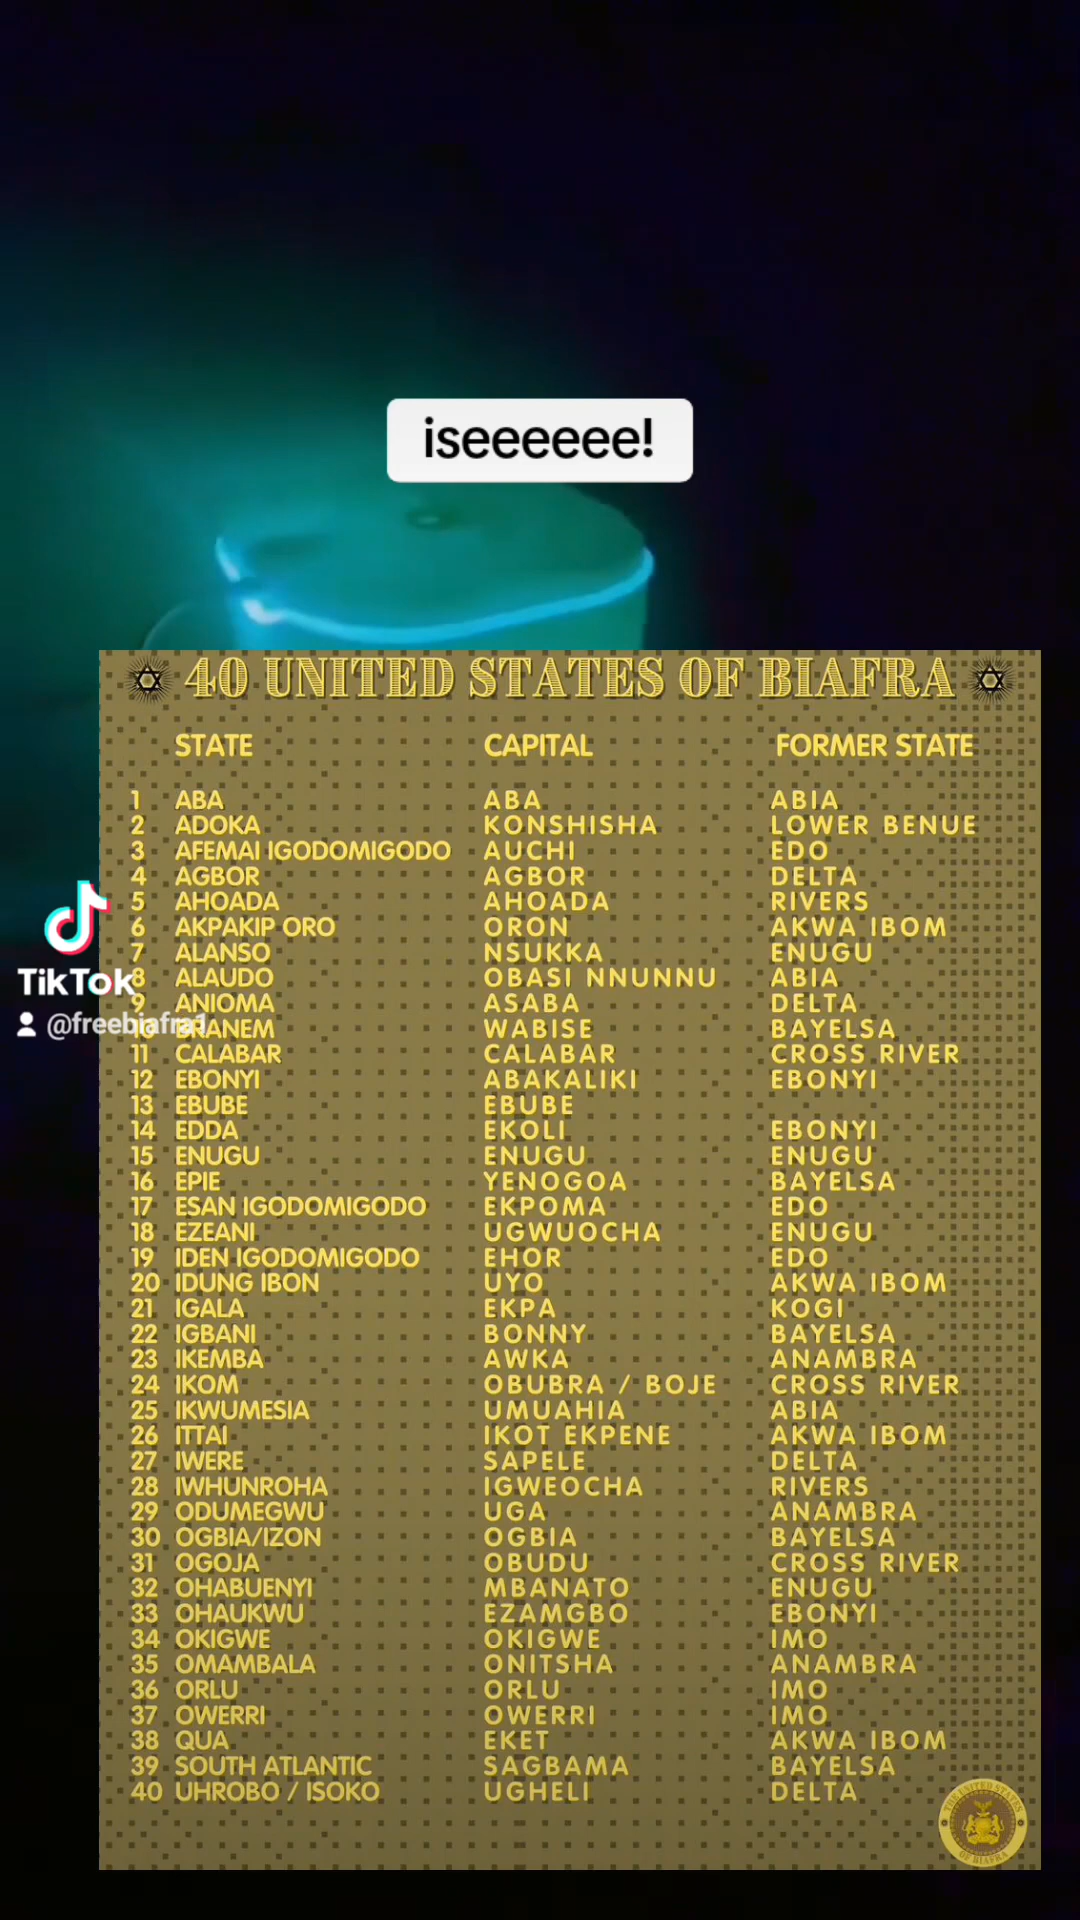 iseeeeee!
40 UNITED STATES OF BIAFRA
STATE CAPITAL FORMER STATE
1 ABA ABA ABIA
2 ADOKA KONSHISHA LOWER BENUE
3 AFEMAI IGODOMIGODO AUCHI EDO
4 AGBOR AGBOR DELTA
5 AHOADA AHOADA RIVERS
6 AKPAKIP ORO ORON AKWA IBOM
7 ALANSO NSUKKA ENUGU
8 ALAUDO OBASI NNUNNU ABIA
9 ANIOMA ASABA DELTA
10 BRANEM WABISE BAYELSA
11 CALABAR CALABAR CROSS RIVER
12 EBONYI ABAKALIKI EBONYI
13 EBUBE EBUBE
14 EDDA EKOLI EBONYI
15 ENUGU ENUGU ENUGU
16 EPIE YENOGOA BAYELSA
17 ESAN IGODOMIGODO EKPOMA EDO
18 EZEANI UGWUOCHA ENUGU
19 IDEN IGODOMIGODO EHOR EDO
20 IDUNG IBON UYO AKWA IBOM
21 IGALA EKPA KOGI
22 IGBANI BONNY BAYELSA
23 IKEMBA AWKA ANAMBRA
24 IKOM OBUBRA / BOJE CROSS RIVER
25 IKWUMESIA UMUAHIA ABIA
26 ITTAI IKOT EKPENE AKWA IBOM
27 IWERE SAPELE DELTA
28 IWHUNROHA IGWEOCHA RIVERS
29 ODUMEGWU UGA ANAMBRA
30 OGBIA/IZON OGBIA BAYELSA
31 OGOJA OBUDU CROSS RIVER
32 OHABUENYI MBANATO ENUGU
33 OHAUKWU EZAMGBO EBONYI
34 OKIGWE OKIGWE IMO
35 OMAMBALA ONITSHA ANAMBRA
36 ORLU ORLU IMO
37 OWERRI OWERRI IMO
38 QUA EKET AKWA IBOM
39 SOUTH ATLANTIC SAGBAMA BAYELSA
40 UHROBO / ISOKO UGHELI DELTA
TikTok
@freebiafra1
THE UNITED STATES
OF BIAFRA